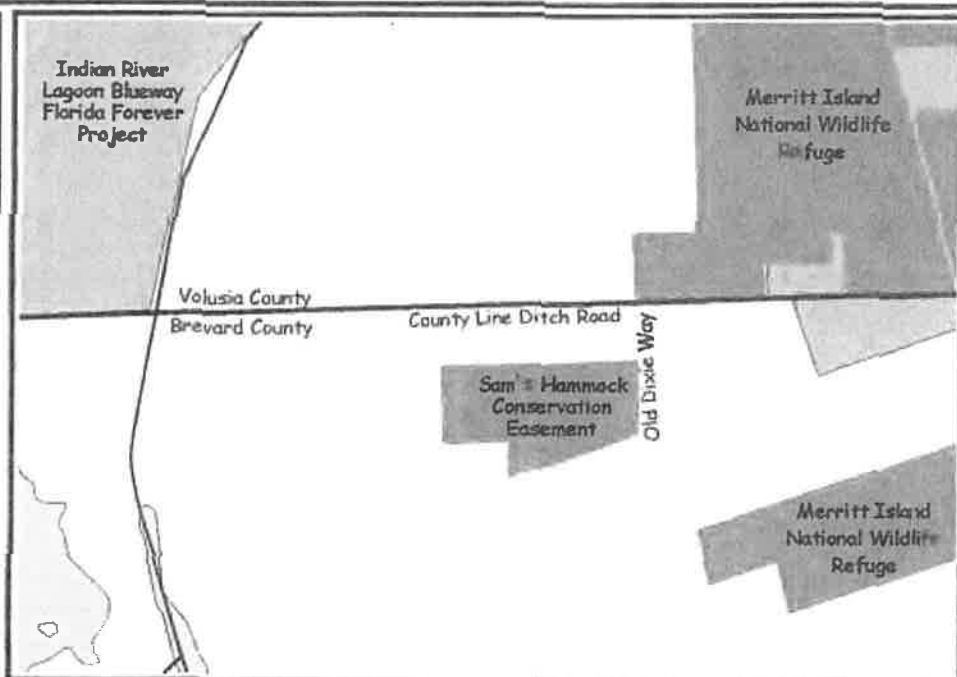 Indian River
Lagoon Blueway
Florida Forever
Project
Merritt Island
National Wildlife
Refuge
Volusia County
Brevard County
County Line Ditch Road
Old Dixie Way
Sam's Hammock
Conservation
Easement
Merritt Island
National Wildlife
Refuge